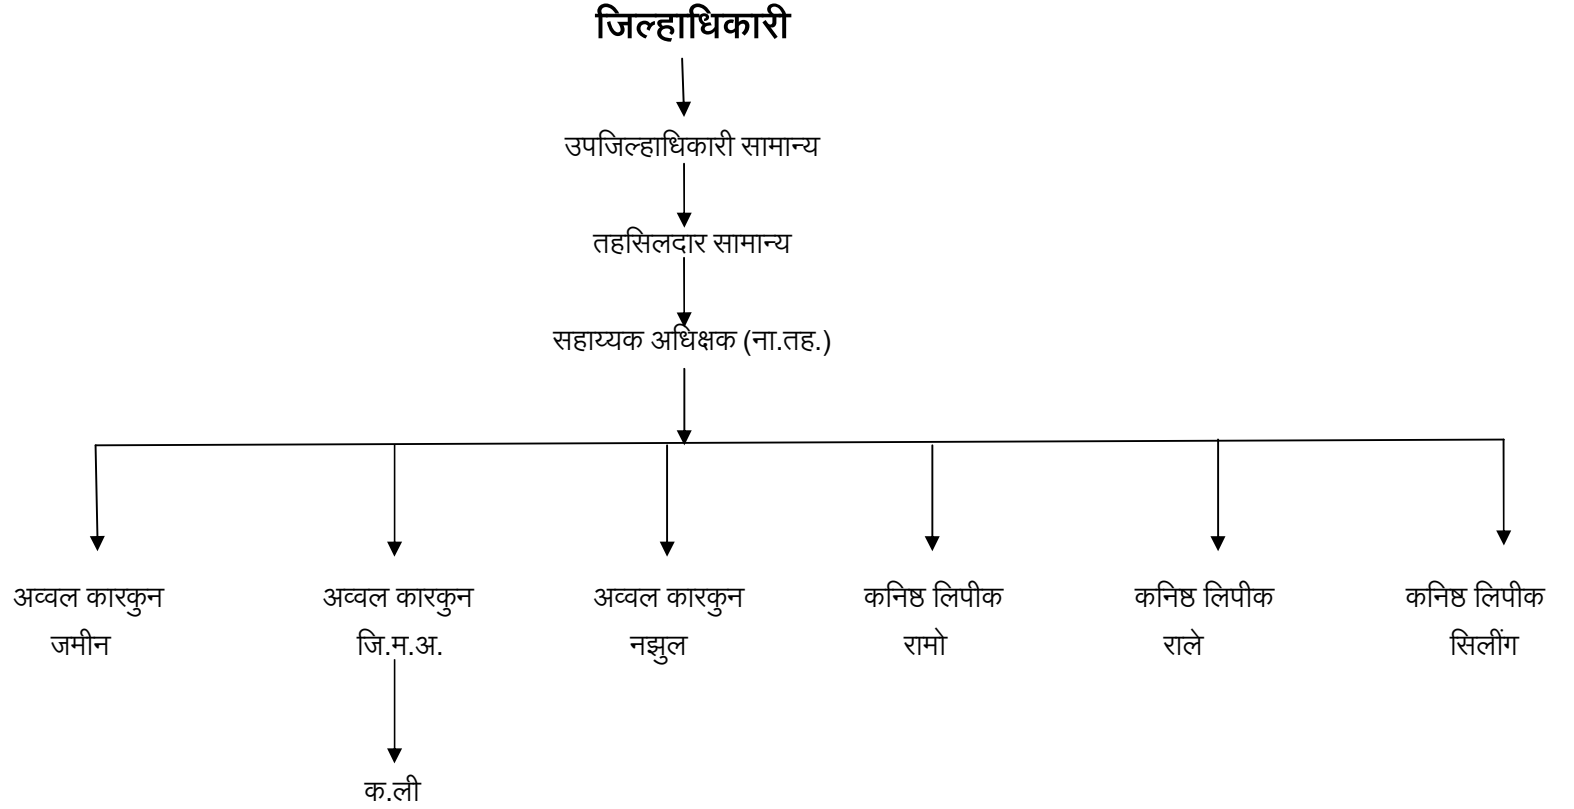 जिल्हाधिकारी
उपजिल्हाधिकारी सामान्य
तहसिलदार सामान्य
सहाय्यक अधिक्षक (ना.तह.)
अव्वल कारकुन अव्वल कारकुन अव्वल कारकुन कनिष्ठ लिपीक कनिष्ठ लिपीक कनिष्ठ लिपीक
जमीन जि.म.अ. नझुल रामो राले सिलींग
क.ली